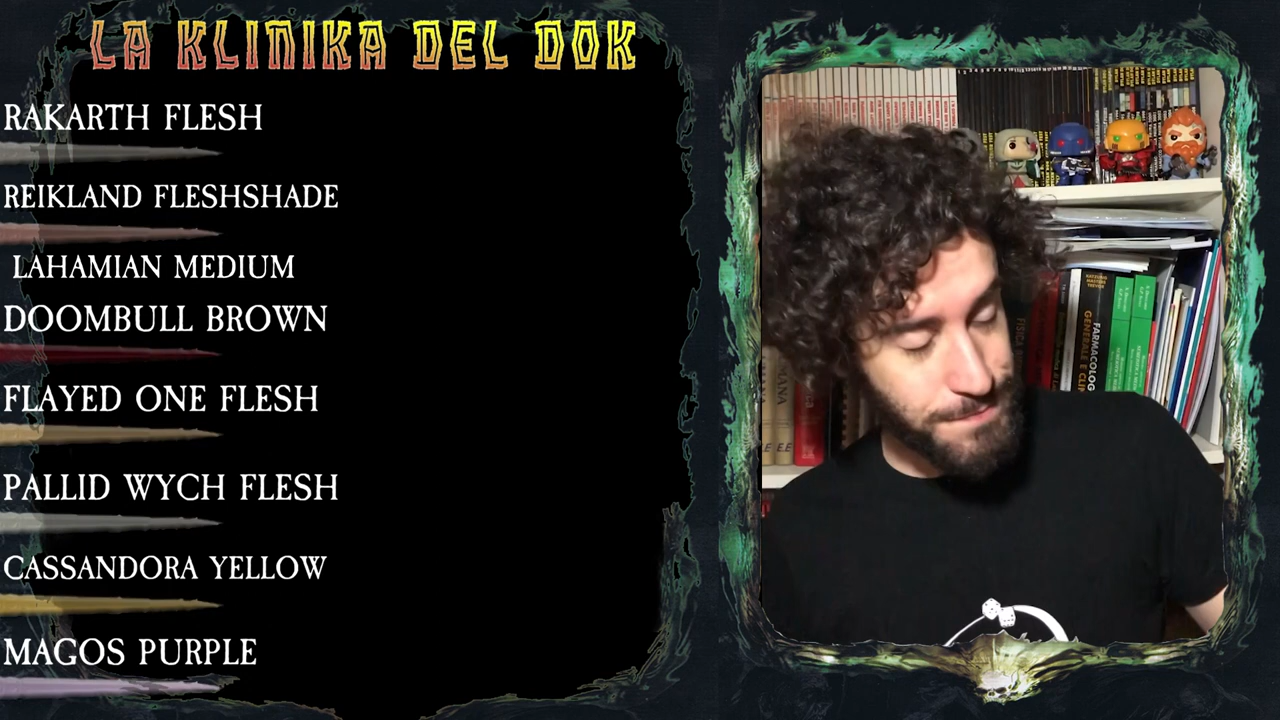 LA KLINIKA DEL DOK
RAKARTH FLESH
REIKLAND FLESHSHADE
LAHAMIAN MEDIUM
DOOMBULL BROWN
FLAYED ONE FLESH
PALLID WYCH FLESH
CASSANDORA YELLOW
MAGOS PURPLE